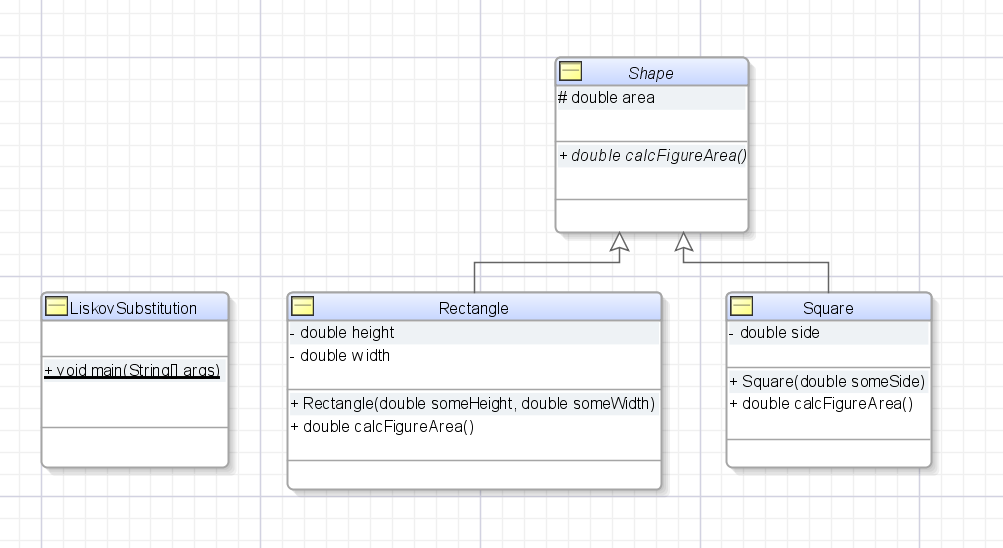 Shape
# double area
+ double calcFigureArea()
LiskovSubstitution
+ void main(String[] args)
Rectangle
- double height
- double width
+ Rectangle(double someHeight, double someWidth)
+ double calcFigureArea()
Square
- double side
+ Square(double someSide)
+ double calcFigureArea()